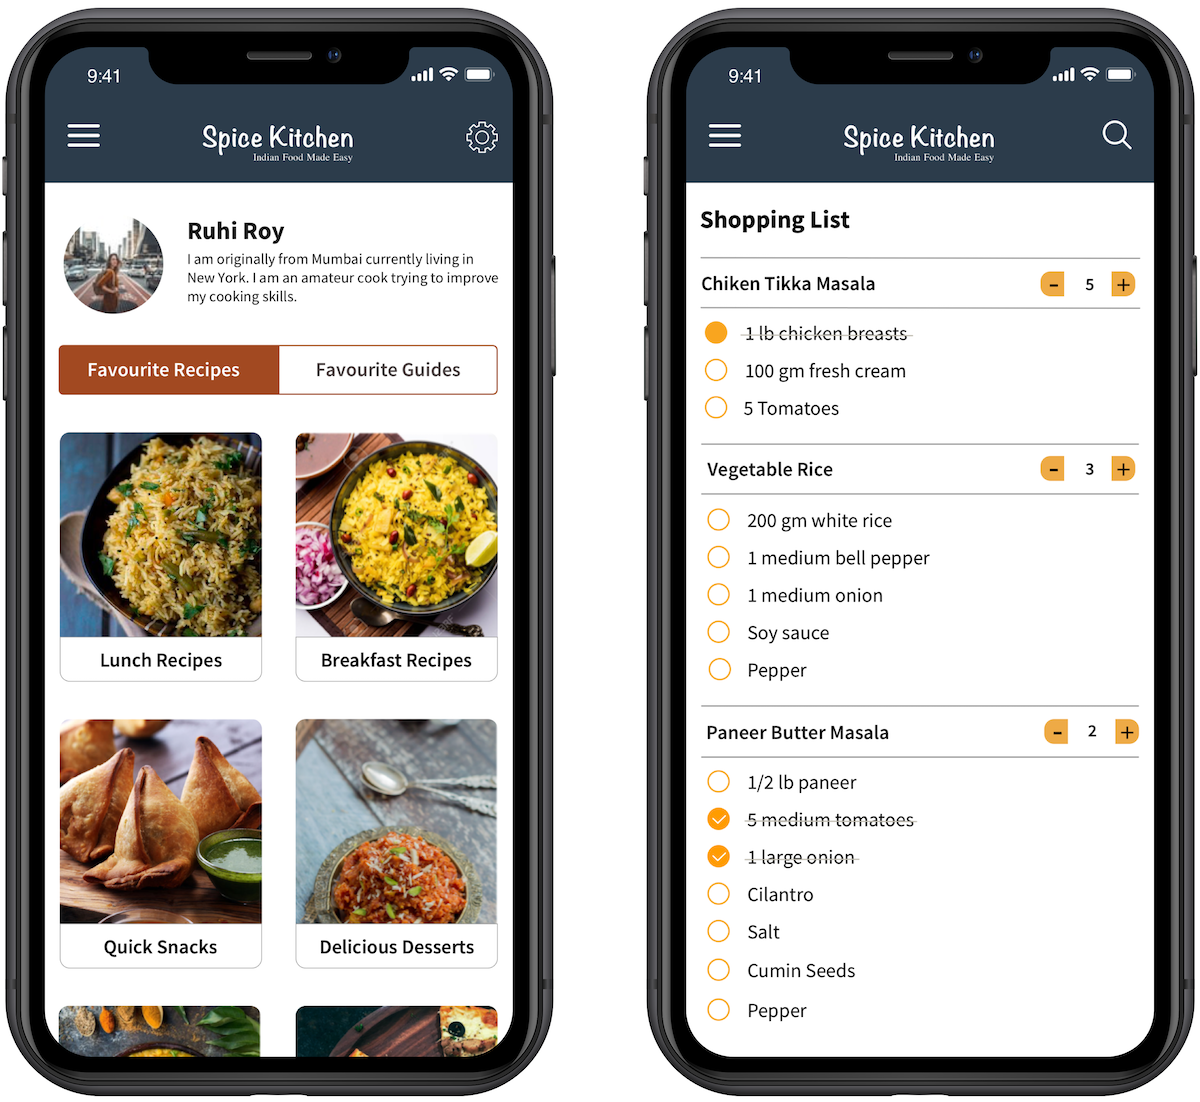 9:41
Spice Kitchen
Indian Food Made Easy
Ruhi Roy
I am originally from Mumbai currently living in
New York. I am an amateur cook trying to improve
my cooking skills.
Favourite Recipes
Favourite Guides
Lunch Recipes
Breakfast Recipes
Quick Snacks
Delicious Desserts
9:41
Spice Kitchen
Indian Food Made Easy
Shopping List
Chiken Tikka Masala - 5 +
1 lb chicken breasts
100 gm fresh cream
5 Tomatoes
Vegetable Rice - 3 +
200 gm white rice
1 medium bell pepper
1 medium onion
Soy sauce
Pepper
Paneer Butter Masala - 2 +
1/2 lb paneer
5 medium tomatoes
1 large onion
Cilantro
Salt
Cumin Seeds
Pepper